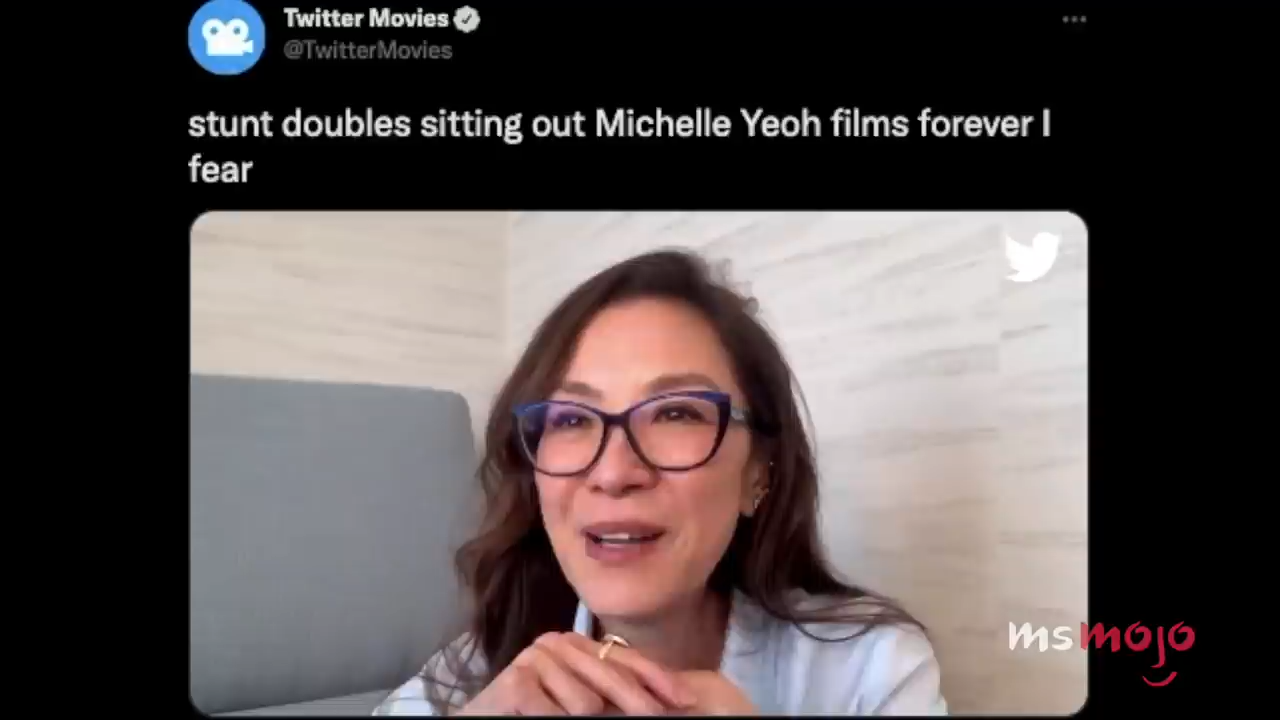 Twitter Movies
@TwitterMovies
stunt doubles sitting out Michelle Yeoh films forever I
fear
msmojo